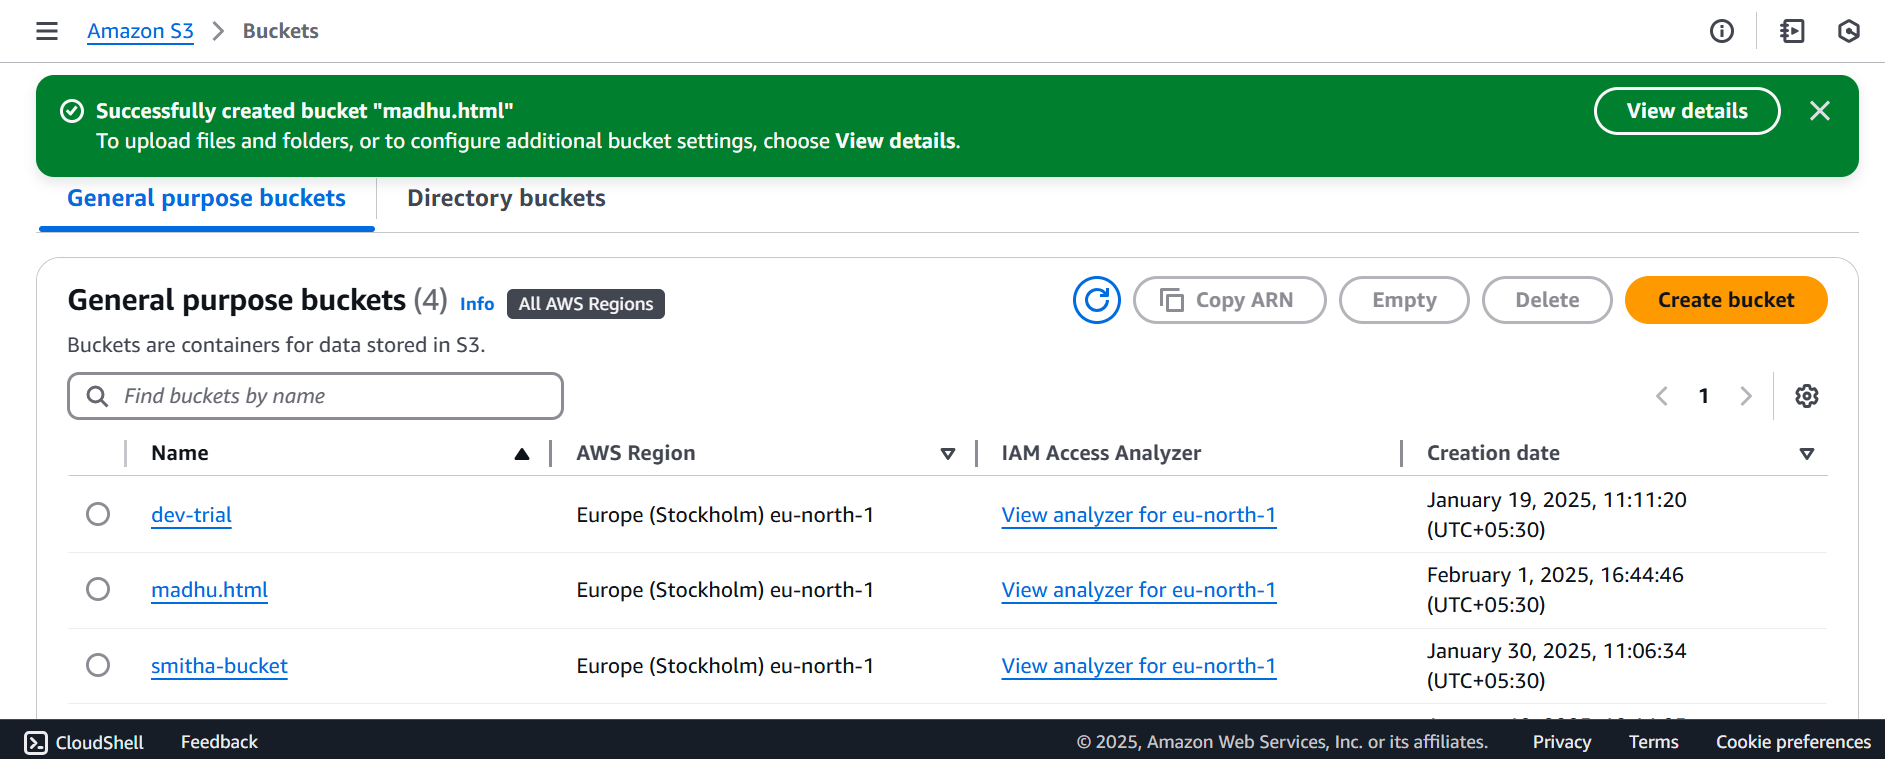 Amazon S3 > Buckets
Successfully created bucket "madhu.html"
To upload files and folders, or to configure additional bucket settings, choose View details.
View details
General purpose buckets
Directory buckets
General purpose buckets (4) Info All AWS Regions
Copy ARN Empty Delete Create bucket
Buckets are containers for data stored in S3.
Find buckets by name
1
Name AWS Region IAM Access Analyzer Creation date
dev-trial Europe (Stockholm) eu-north-1 View analyzer for eu-north-1 January 19, 2025, 11:11:20
(UTC+05:30)
madhu.html Europe (Stockholm) eu-north-1 View analyzer for eu-north-1 February 1, 2025, 16:44:46
(UTC+05:30)
smitha-bucket Europe (Stockholm) eu-north-1 View analyzer for eu-north-1 January 30, 2025, 11:06:34
(UTC+05:30)
CloudShell Feedback © 2025, Amazon Web Services, Inc. or its affiliates. Privacy Terms Cookie preferences